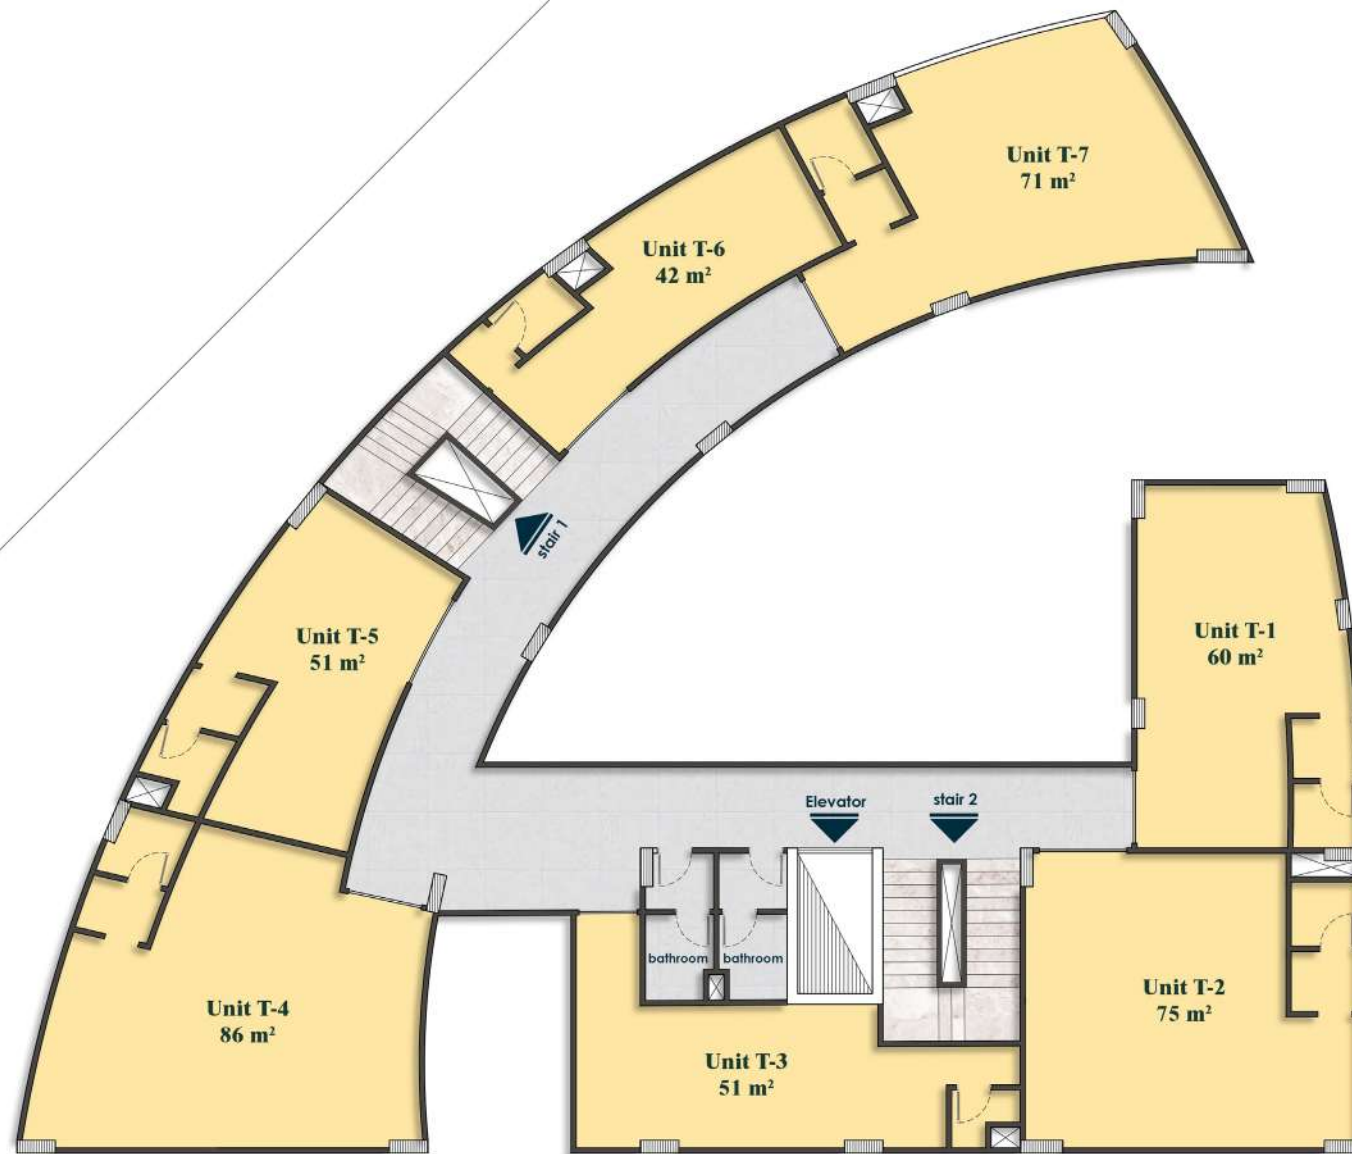 Unit T-7
71 m²
Unit T-6
42 m²
stair 1
Unit T-5
51 m²
Unit T-1
60 m²
Elevator
stair 2
bathroom
bathroom
Unit T-4
86 m²
Unit T-2
75 m²
Unit T-3
51 m²